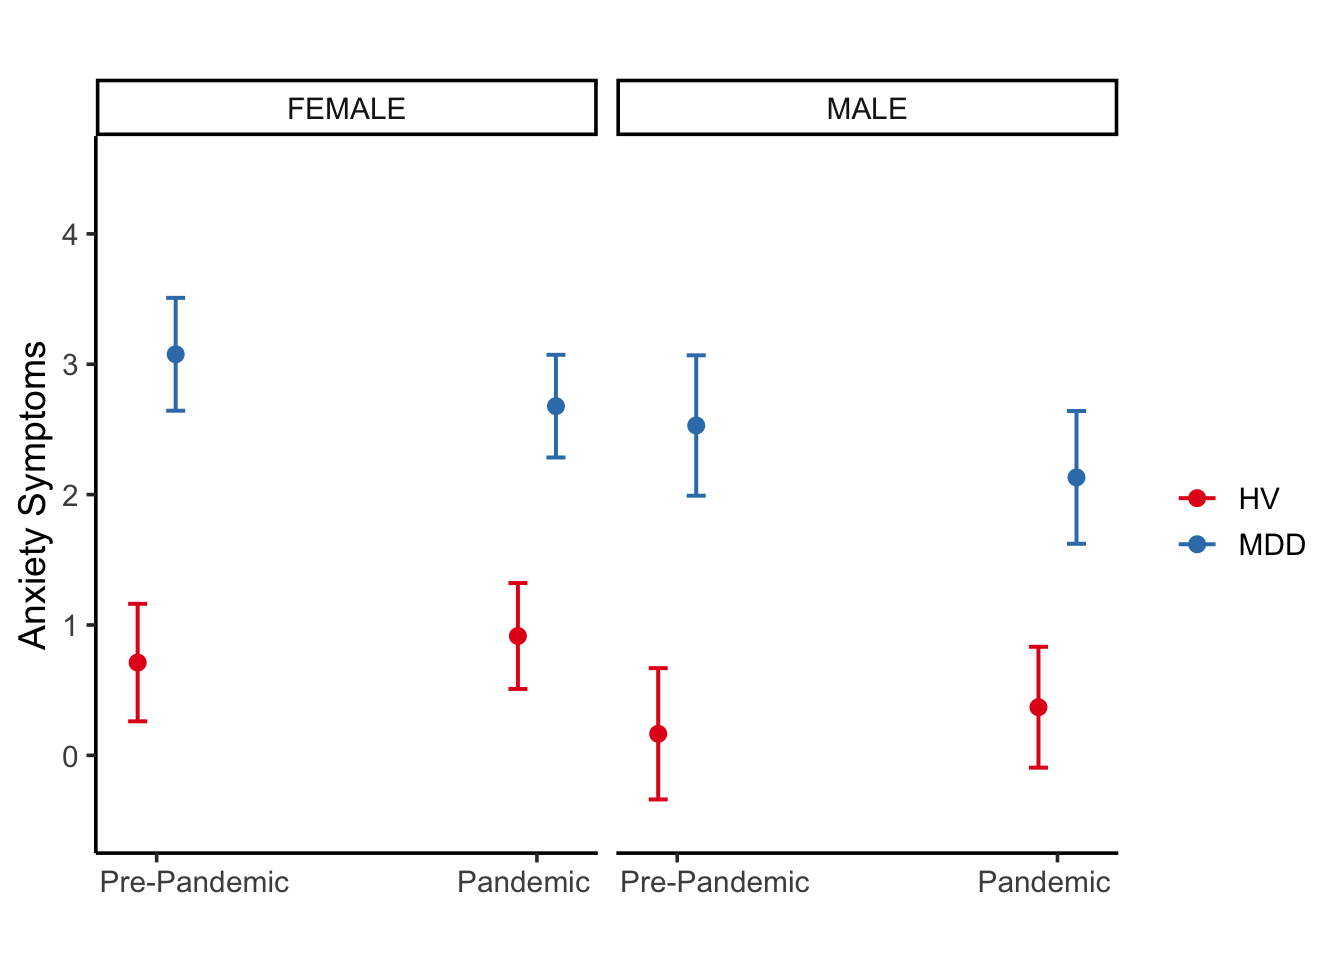 FEMALE
MALE
Anxiety Symptoms
4
3
2
1
0
Pre-Pandemic
Pandemic
Pre-Pandemic
Pandemic
HV
MDD